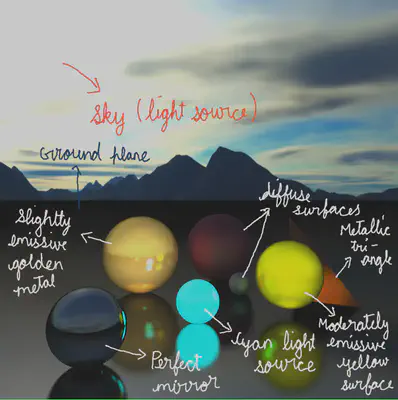 Sky (light source)
Ground plane
diffuse surfaces
Slightly
emissive
golden
metal
Metallic
tri-
angle
Cyan light
source
Moderately
emissive
yellow
surface
Perfect
mirror